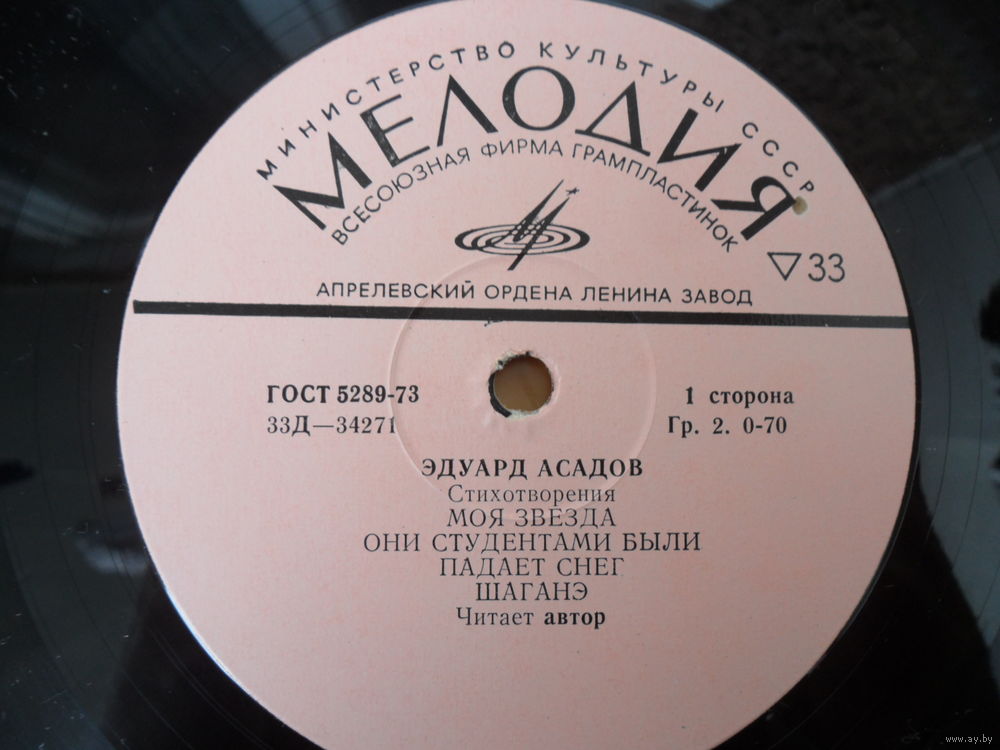 МИНИСТЕРСТВО КУЛЬТУРЫ СССР
МЕЛОДИЯ
ВСЕСОЮЗНАЯ ФИРМА ГРАМПЛАСТИНОК
▽33
АПРЕЛЕВСКИЙ ОРДЕНА ЛЕНИНА ЗАВОД
ГОСТ 5289-73
1 сторона
33Д—34271
Гр. 2. 0-70
ЭДУАРД АСАДОВ
Стихотворения
МОЯ ЗВЕЗДА
ОНИ СТУДЕНТАМИ БЫЛИ
ПАДАЕТ СНЕГ
ШАГАНЭ
Читает автор
www.ay.by